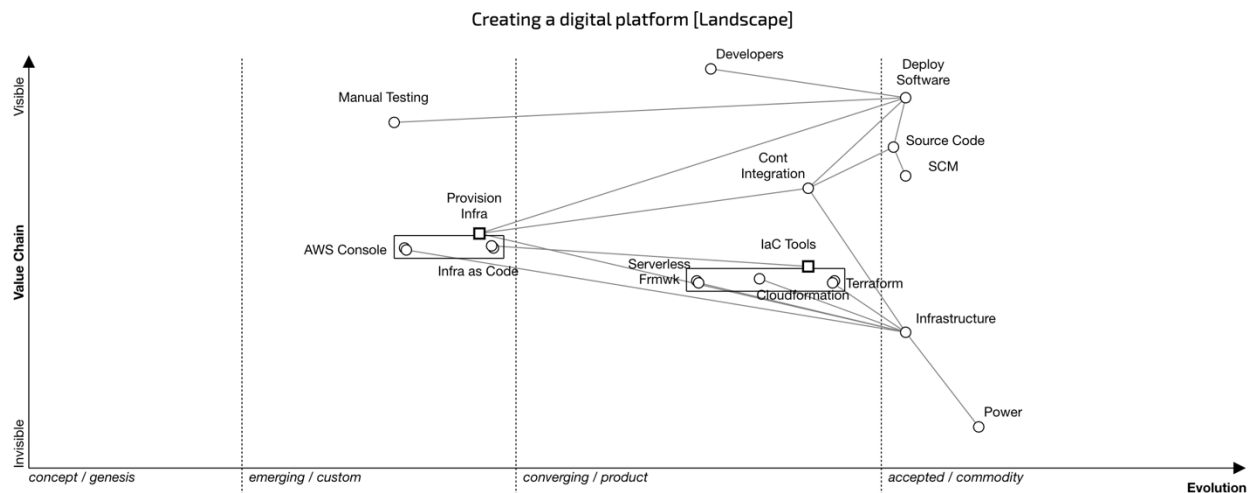 Creating a digital platform [Landscape]
Visible
Value Chain
Invisible
Developers
Deploy
Software
Manual Testing
Source Code
Cont
Integration
SCM
Provision
Infra
AWS Console
Infra as Code
IaC Tools
Serverless
Frmwk
Cloudformation
Terraform
Infrastructure
Power
concept / genesis
emerging / custom
converging / product
accepted / commodity
Evolution